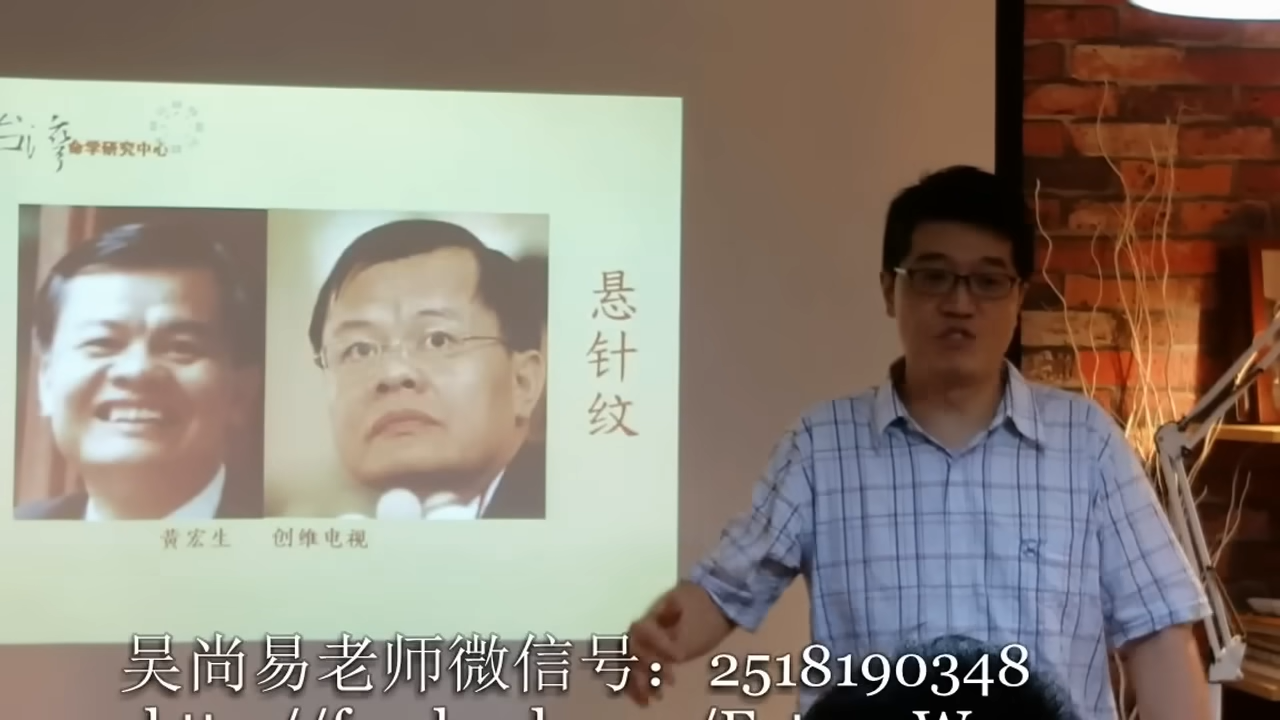 台湾
命学研究中心
悬针纹
黄宏生 创维电视
吴尚易老师微信号：2518190348